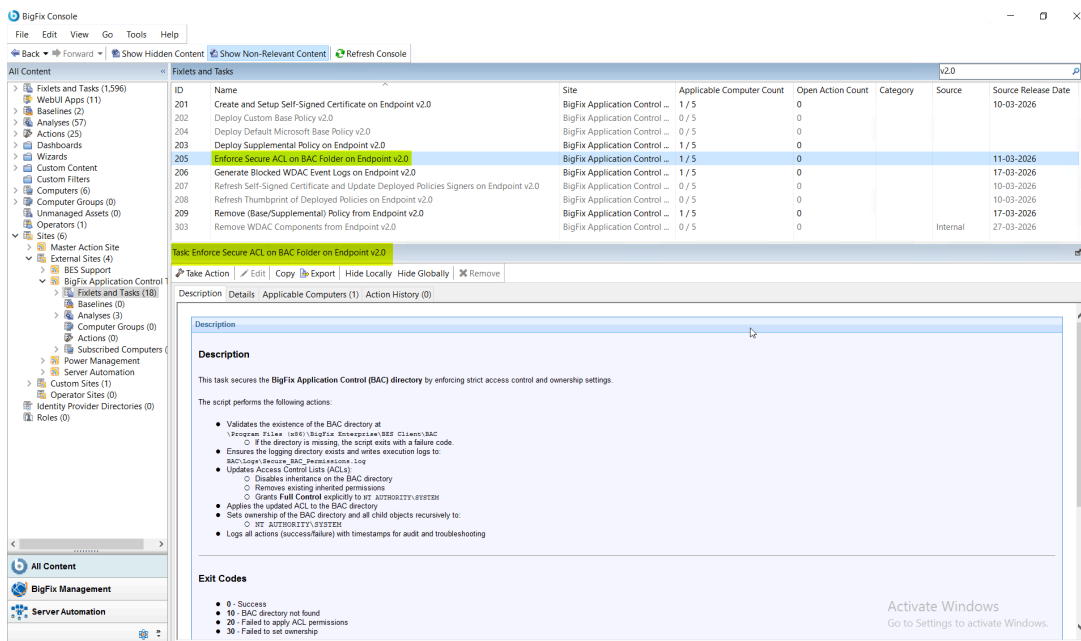 BigFix Console
File Edit View Go Tools Help
Back Forward Show Hidden Content Show Non-Relevant Content Refresh Console
All Content « Fixlets and Tasks v2.0
ID Name Site Applicable Computer Count Open Action Count Category Source Source Release Date
201 Create and Setup Self-Signed Certificate on Endpoint v2.0 BigFix Application Control ... 1 / 5 0 10-03-2026
202 Deploy Custom Base Policy v2.0 BigFix Application Control ... 0 / 5 0
204 Deploy Default Microsoft Base Policy v2.0 BigFix Application Control ... 0 / 5 0
203 Deploy Supplemental Policy on Endpoint v2.0 BigFix Application Control ... 1 / 5 0
205 Enforce Secure ACL on BAC Folder on Endpoint v2.0 BigFix Application Control ... 1 / 5 0 11-03-2026
206 Generate Blocked WDAC Event Logs on Endpoint v2.0 BigFix Application Control ... 1 / 5 0 17-03-2026
207 Refresh Self-Signed Certificate and Update Deployed Policies Signers on Endpoint v2.0 BigFix Application Control ... 0 / 5 0 10-03-2026
208 Refresh Thumbprint of Deployed Policies on Endpoint v2.0 BigFix Application Control ... 0 / 5 0 10-03-2026
209 Remove (Base/Supplemental) Policy from Endpoint v2.0 BigFix Application Control ... 1 / 5 0 17-03-2026
303 Remove WDAC Components from Endpoint v2.0 BigFix Application Control ... 0 / 5 0 Internal 27-03-2026
Fixlets and Tasks (1,596)
WebUI Apps (11)
Baselines (2)
Analyses (57)
Actions (25)
Dashboards
Wizards
Custom Content
Custom Filters
Computers (6)
Computer Groups (0)
Unmanaged Assets (0)
Operators (1)
Sites (6)
Master Action Site
External Sites (4)
BES Support
BigFix Application Control T
Fixlets and Tasks (18)
Baselines (0)
Analyses (3)
Computer Groups (0)
Actions (0)
Subscribed Computers (
Power Management
Server Automation
Custom Sites (1)
Operator Sites (0)
Identity Provider Directories (0)
Roles (0)
All Content
BigFix Management
Server Automation
Task: Enforce Secure ACL on BAC Folder on Endpoint v2.0
Take Action Edit Copy Export Hide Locally Hide Globally Remove
Description Details Applicable Computers (1) Action History (0)
Description
Description
This task secures the BigFix Application Control (BAC) directory by enforcing strict access control and ownership settings.
The script performs the following actions:
Validates the existence of the BAC directory at
\Program Files (x86)\BigFix Enterprise\BES Client\BAC
If the directory is missing, the script exits with a failure code.
Ensures the logging directory exists and writes execution logs to:
BAC\Logs\Secure_BAC_Permissions.log
Updates Access Control Lists (ACLs):
Disables inheritance on the BAC directory
Removes existing inherited permissions
Grants Full Control explicitly to NT AUTHORITY\SYSTEM
Applies the updated ACL to the BAC directory
Sets ownership of the BAC directory and all child objects recursively to:
NT AUTHORITY\SYSTEM
Logs all actions (success/failure) with timestamps for audit and troubleshooting
Exit Codes
0 - Success
10 - BAC directory not found
20 - Failed to apply ACL permissions
30 - Failed to set ownership
Activate Windows
Go to Settings to activate Windows.